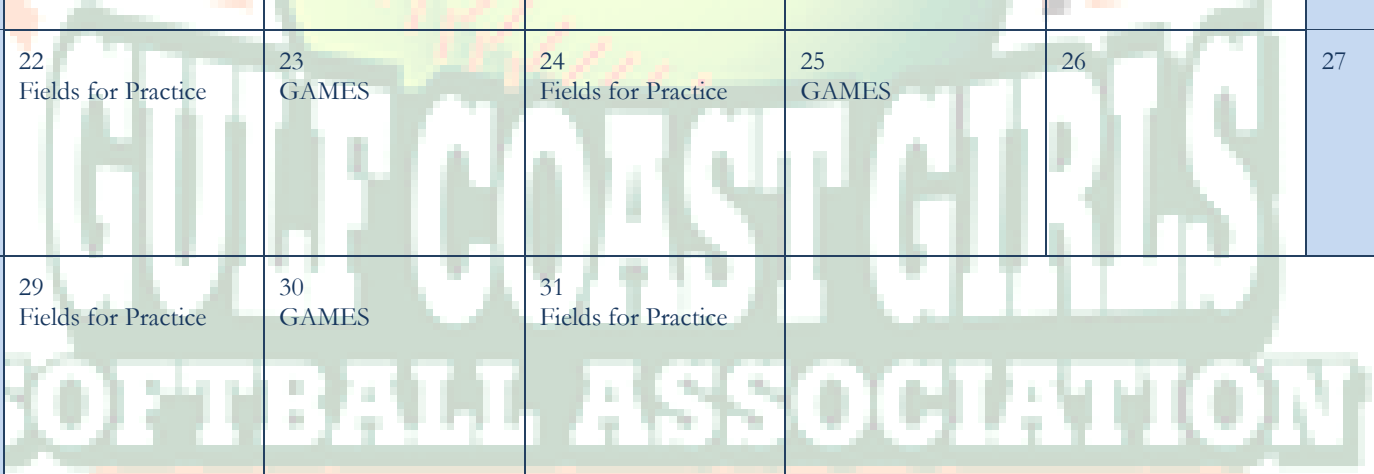 22
Fields for Practice
23
GAMES
24
Fields for Practice
25
GAMES
26
27
29
Fields for Practice
30
GAMES
31
Fields for Practice
GULF COAST GIRLS
SOFTBALL ASSOCIATION